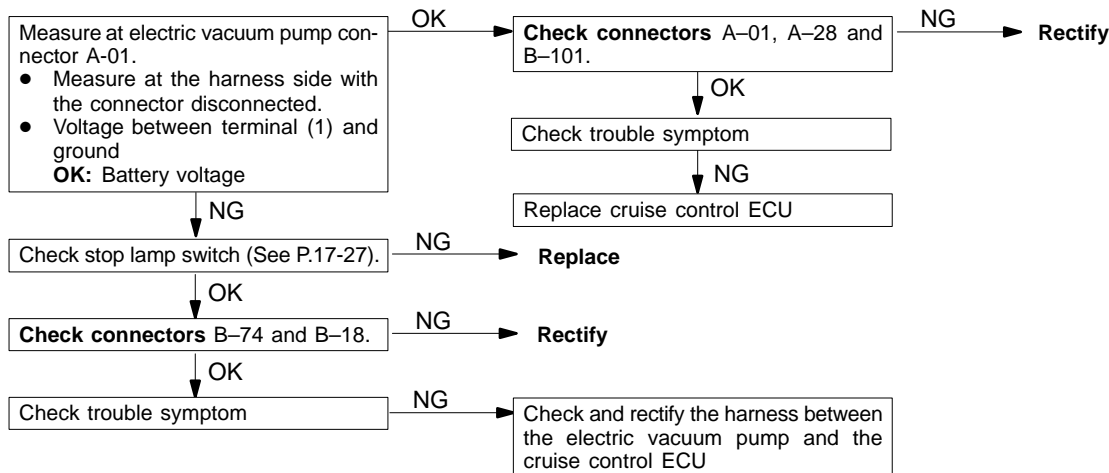 Measure at electric vacuum pump con-
nector A-01.
● Measure at the harness side with
the connector disconnected.
● Voltage between terminal (1) and
ground
OK: Battery voltage
OK
Check connectors A–01, A–28 and
B–101.
NG
Rectify
OK
Check trouble symptom
NG
Replace cruise control ECU
NG
Check stop lamp switch (See P.17-27).
NG
Replace
OK
Check connectors B–74 and B–18.
NG
Rectify
OK
Check trouble symptom
NG
Check and rectify the harness between
the electric vacuum pump and the
cruise control ECU